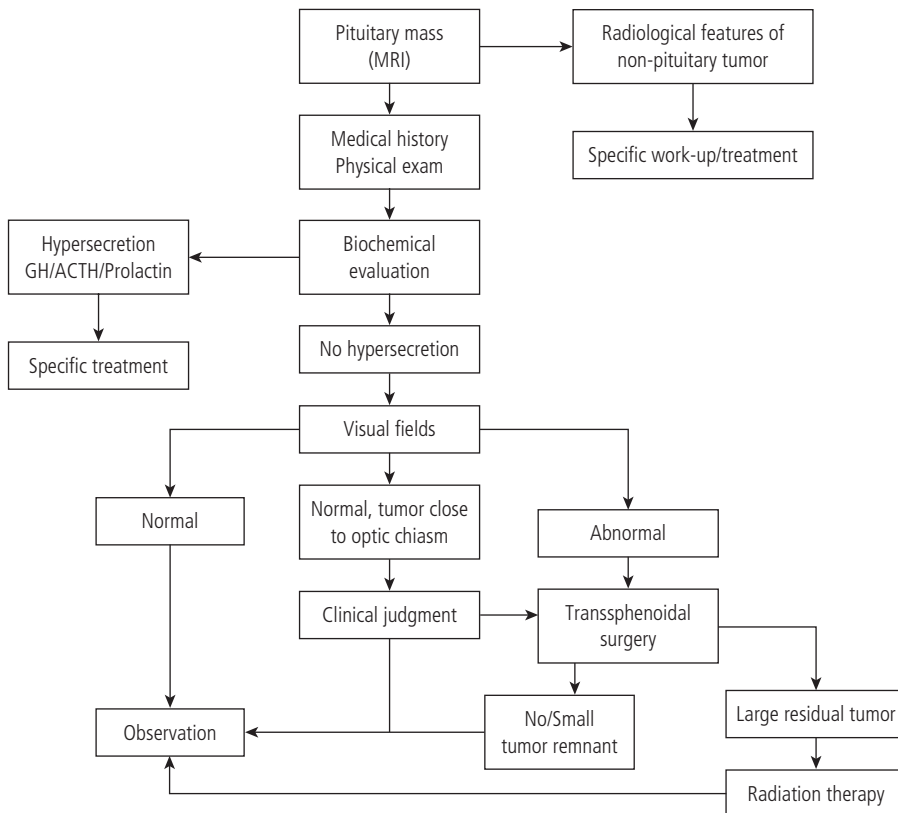 Pituitary mass
(MRI)
Radiological features of
non-pituitary tumor
Medical history
Physical exam
Specific work-up/treatment
Hypersecretion
GH/ACTH/Prolactin
Biochemical
evaluation
Specific treatment
No hypersecretion
Visual fields
Normal
Normal, tumor close
to optic chiasm
Abnormal
Clinical judgment
Transsphenoidal
surgery
Observation
No/Small
tumor remnant
Large residual tumor
Radiation therapy